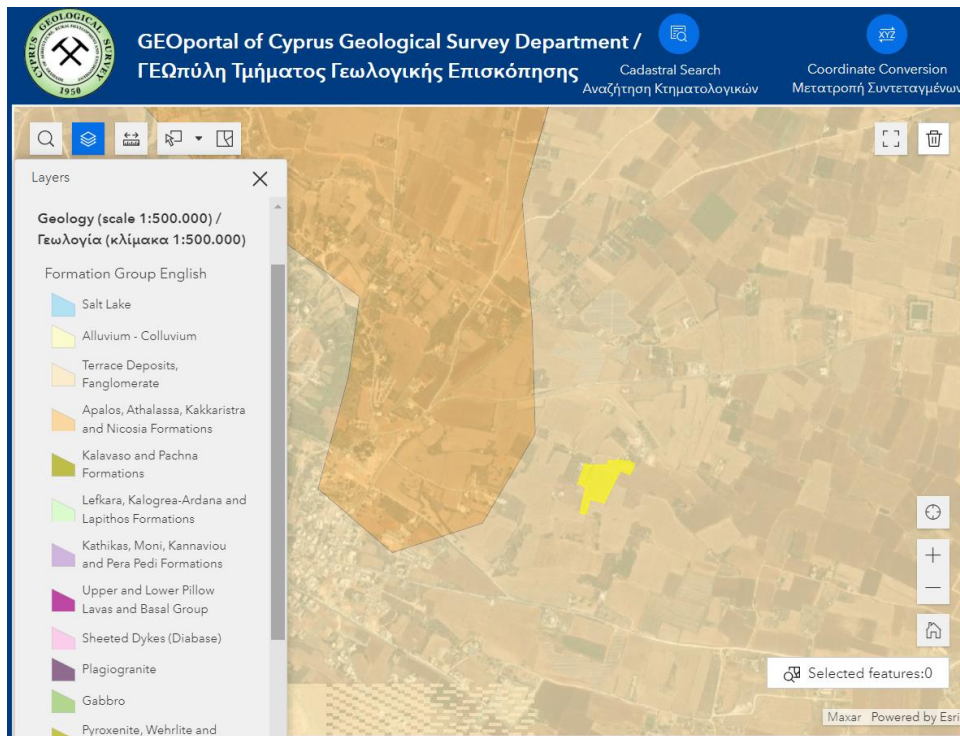 GEOLOGICAL SURVEY
CYPRUS
1950
GEOportal of Cyprus Geological Survey Department /
ΓΕΩπύλη Τμήματος Γεωλογικής Επισκόπησης
Cadastral Search
Αναζήτηση Κτηματολογικών
XYZ
Coordinate Conversion
Μετατροπή Συντεταγμένων
Layers
Geology (scale 1:500.000) /
Γεωλογία (κλίμακα 1:500.000)
Formation Group English
Salt Lake
Alluvium - Colluvium
Terrace Deposits,
Fanglomerate
Apalos, Athalassa, Kakkaristra
and Nicosia Formations
Kalavaso and Pachna
Formations
Lefkara, Kalogrea-Ardana and
Lapithos Formations
Kathikas, Moni, Kannaviou
and Pera Pedi Formations
Upper and Lower Pillow
Lavas and Basal Group
Sheeted Dykes (Diabase)
Plagiogranite
Gabbro
Pyroxenite, Wehrlite and
Selected features:0
Maxar Powered by Esri